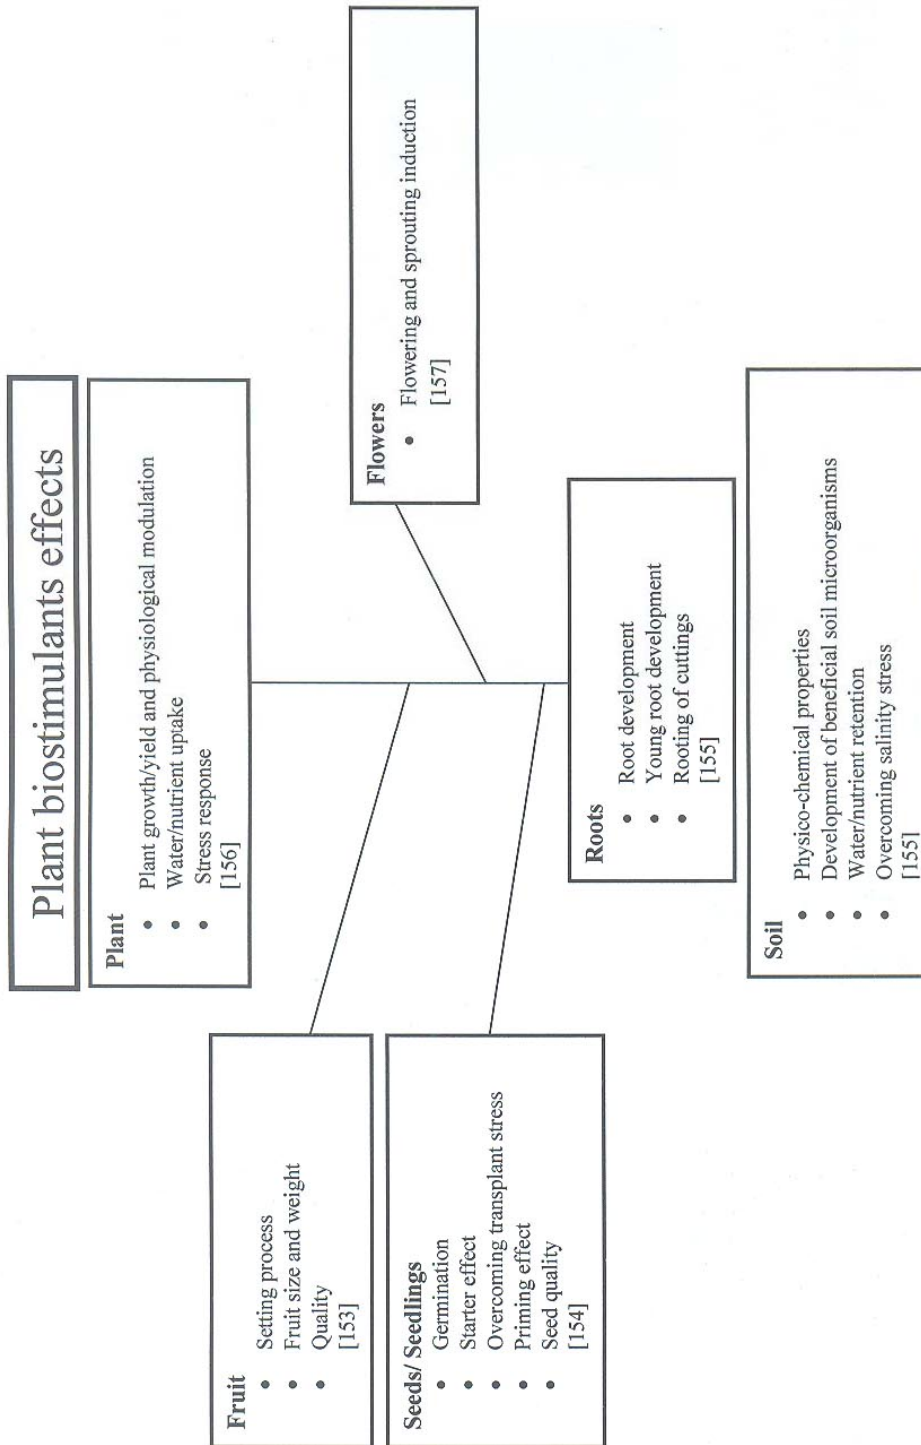 Plant biostimulants effects
Plant
• Plant growth/yield and physiological modulation
• Water/nutrient uptake
• Stress response
[156]
Fruit
• Setting process
• Fruit size and weight
• Quality
[153]
Flowers
• Flowering and sprouting induction
[157]
Seeds/ Seedlings
• Germination
• Starter effect
• Overcoming transplant stress
• Priming effect
• Seed quality
[154]
Roots
• Root development
• Young root development
• Rooting of cuttings
[155]
Soil
• Physico-chemical properties
• Development of beneficial soil microorganisms
• Water/nutrient retention
• Overcoming salinity stress
[155]